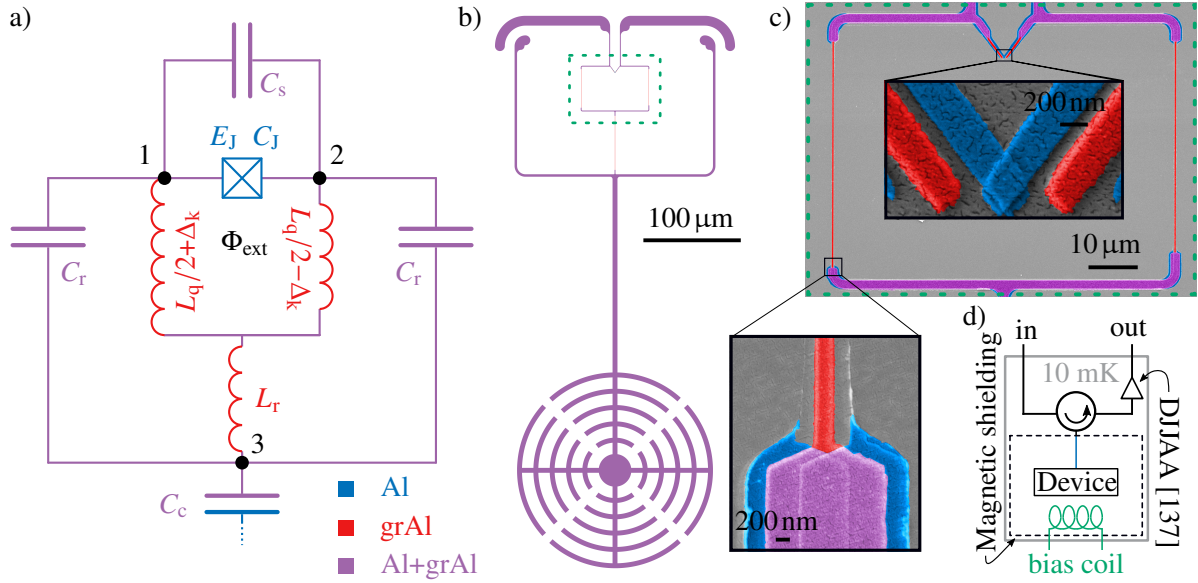 a)
C_s
E_J C_J
1
2
L_q/2+Δ_k
Φ_ext
L_q/2−Δ_k
C_r
C_r
L_r
3
C_c
Al
grAl
Al+grAl
b)
100 μm
c)
200 nm
10 μm
200 nm
d)
in
out
10 mK
Magnetic shielding
DJJAA [137]
Device
bias coil